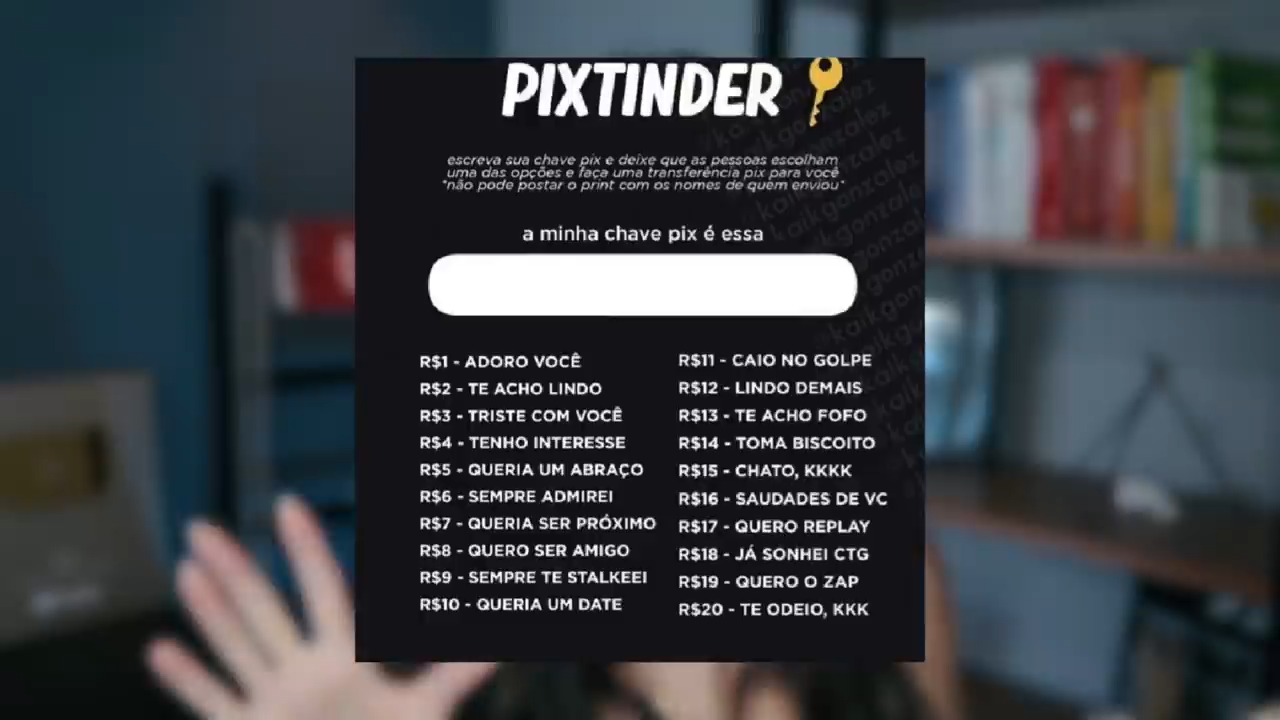 PIXTINDER
escreva sua chave pix e deixe que as pessoas escolham
uma das opções e faça uma transferência pix para você
*não pode postar o print com os nomes de quem enviou*
a minha chave pix é essa
R$1 - ADORO VOCÊ
R$2 - TE ACHO LINDO
R$3 - TRISTE COM VOCÊ
R$4 - TENHO INTERESSE
R$5 - QUERIA UM ABRAÇO
R$6 - SEMPRE ADMIREI
R$7 - QUERIA SER PRÓXIMO
R$8 - QUERO SER AMIGO
R$9 - SEMPRE TE STALKEEI
R$10 - QUERIA UM DATE
R$11 - CAIO NO GOLPE
R$12 - LINDO DEMAIS
R$13 - TE ACHO FOFO
R$14 - TOMA BISCOITO
R$15 - CHATO, KKKK
R$16 - SAUDADES DE VC
R$17 - QUERO REPLAY
R$18 - JÁ SONHEI CTG
R$19 - QUERO O ZAP
R$20 - TE ODEIO, KKK
kaikgonzalez